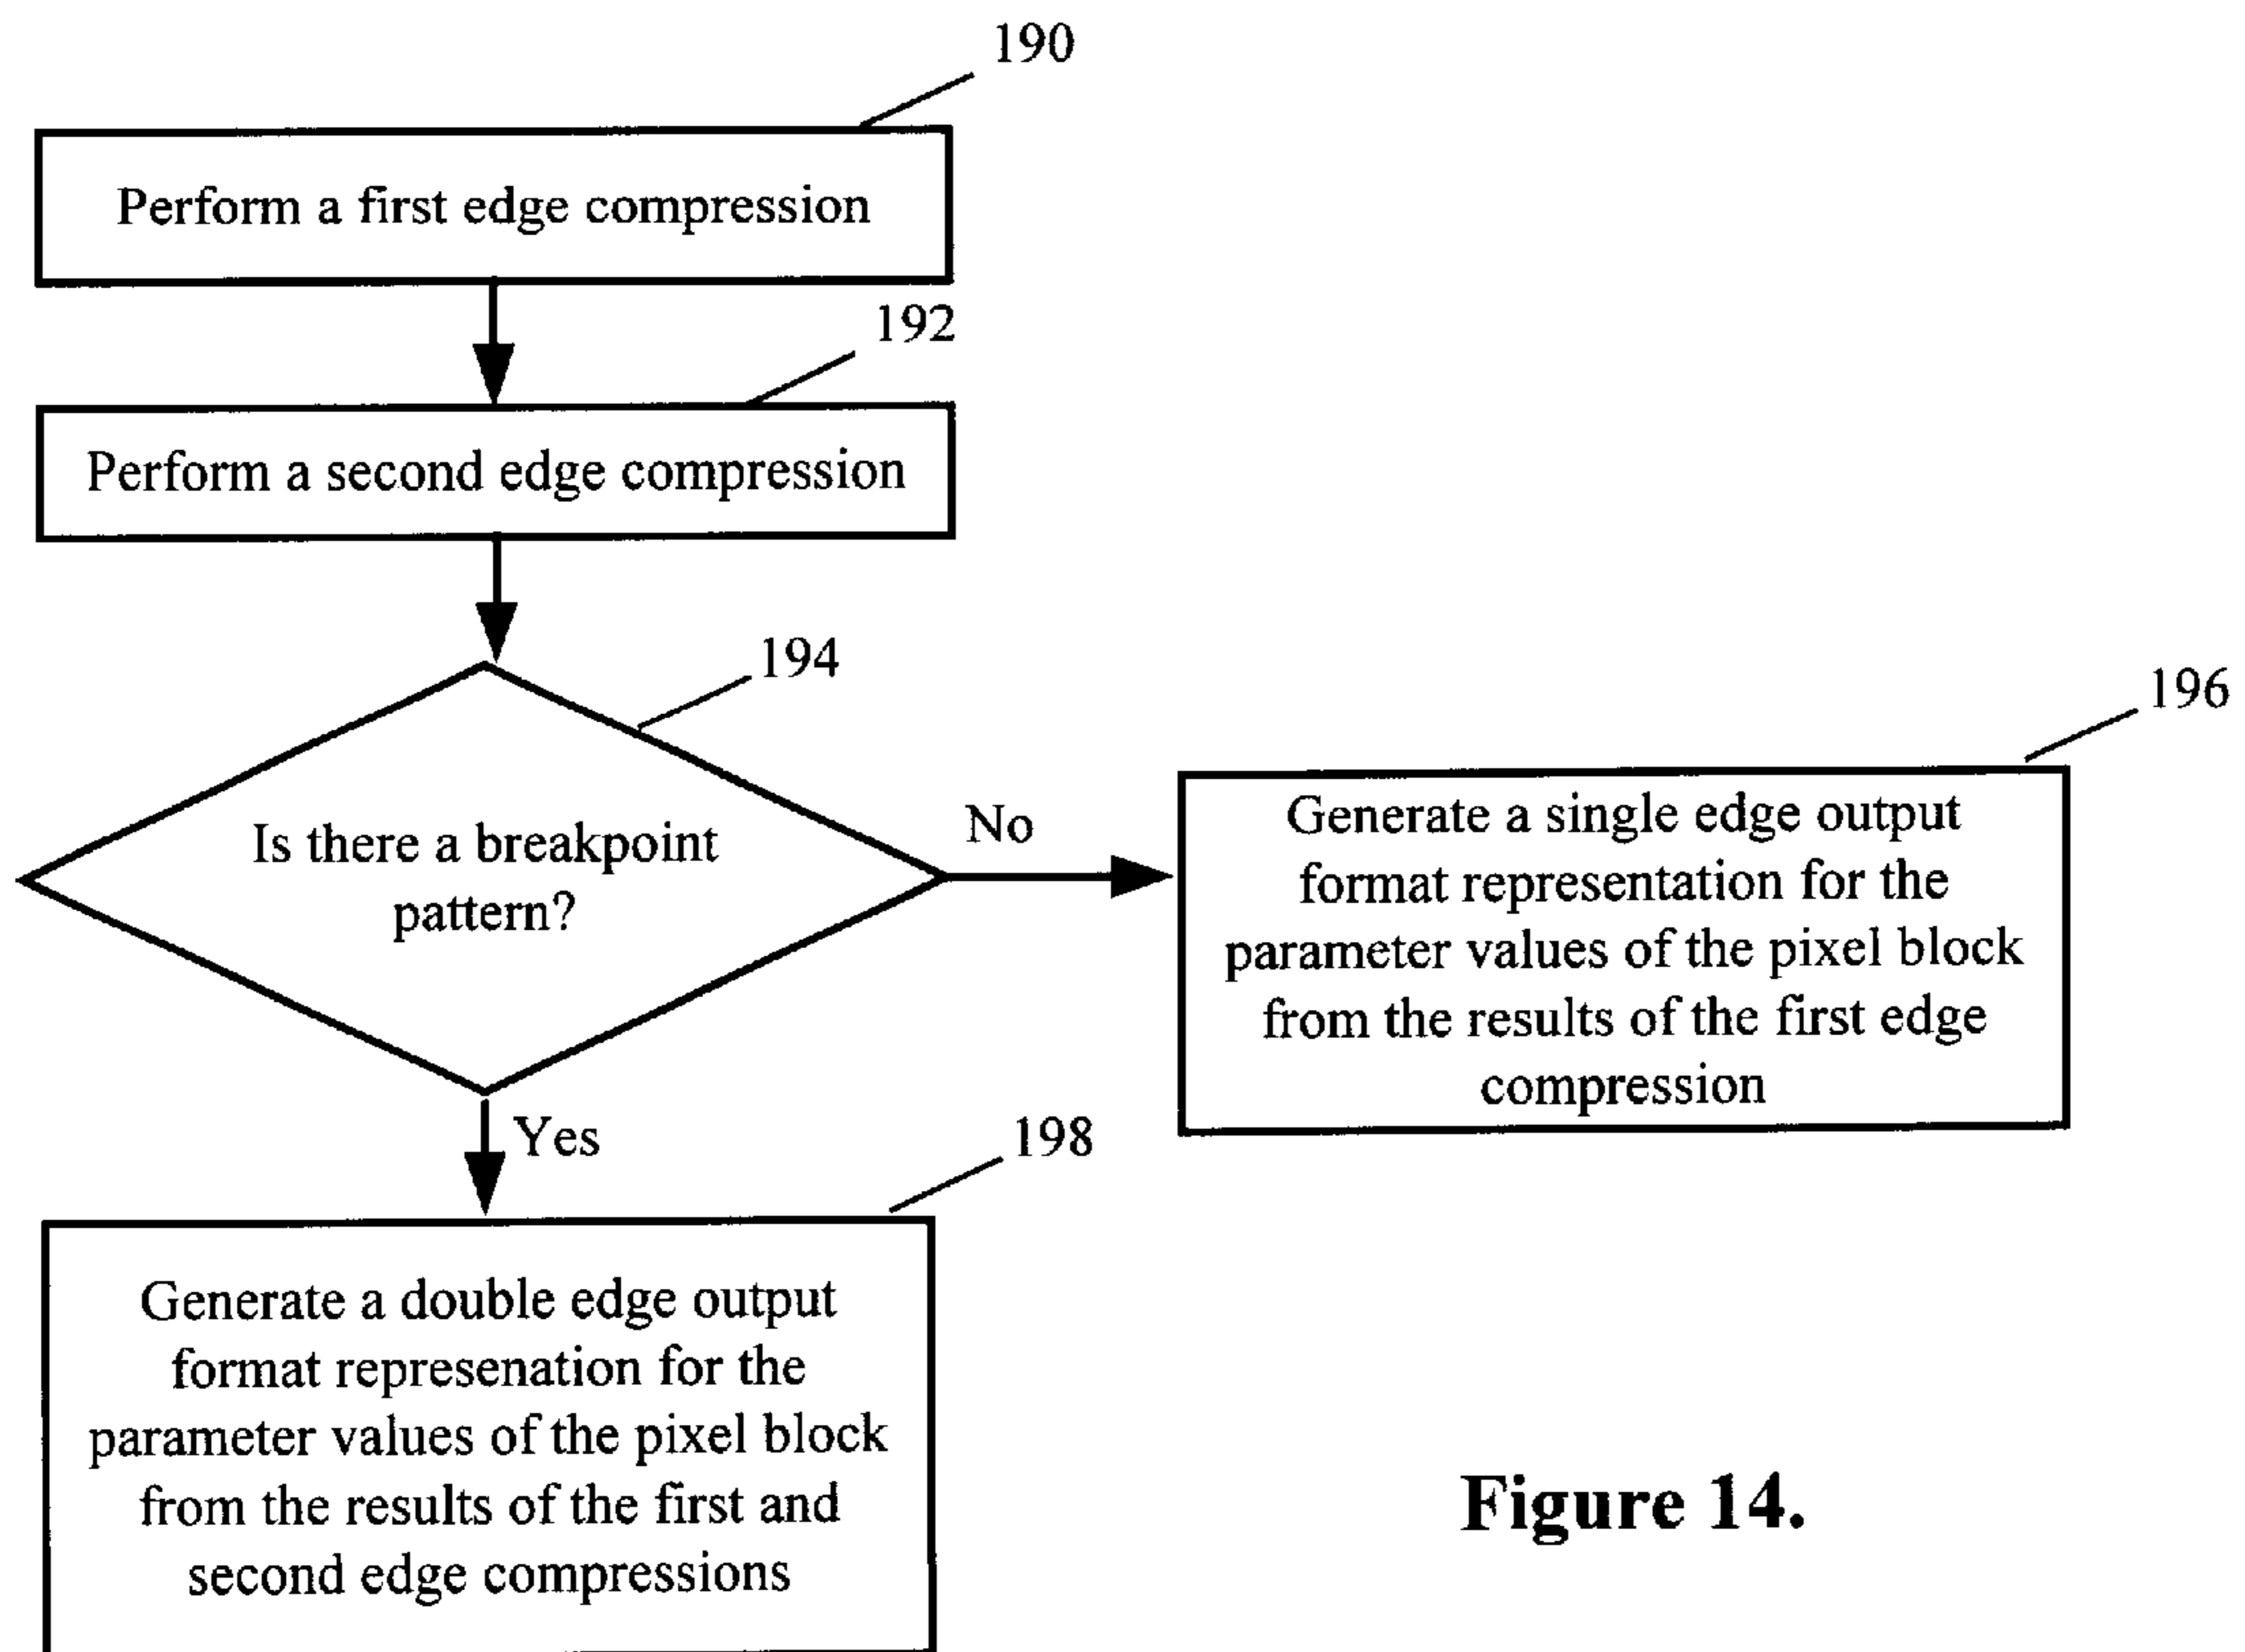 190
Perform a first edge compression
192
Perform a second edge compression
194
Is there a breakpoint
pattern?
No
196
Generate a single edge output
format representation for the
parameter values of the pixel block
from the results of the first edge
compression
Yes
198
Generate a double edge output
format represenation for the
parameter values of the pixel block
from the results of the first and
second edge compressions
Figure 14.